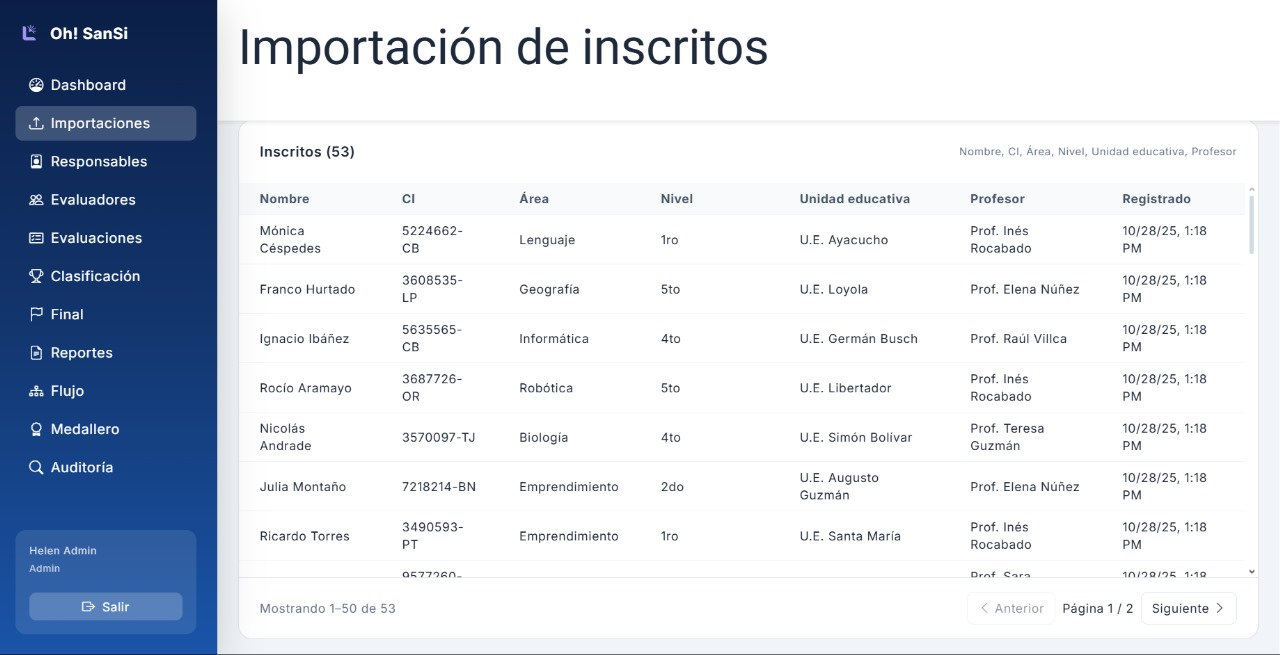 Oh! SanSi
Dashboard
Importaciones
Responsables
Evaluadores
Evaluaciones
Clasificación
Final
Reportes
Flujo
Medallero
Auditoría
Helen Admin
Admin
Salir
Importación de inscritos
Inscritos (53)
Nombre, CI, Área, Nivel, Unidad educativa, Profesor
Nombre CI Área Nivel Unidad educativa Profesor Registrado
Mónica Céspedes 5224662-CB Lenguaje 1ro U.E. Ayacucho Prof. Inés Rocabado 10/28/25, 1:18 PM
Franco Hurtado 3608535-LP Geografía 5to U.E. Loyola Prof. Elena Núñez 10/28/25, 1:18 PM
Ignacio Ibáñez 5635565-CB Informática 4to U.E. Germán Busch Prof. Raúl Villca 10/28/25, 1:18 PM
Rocío Aramayo 3687726-OR Robótica 5to U.E. Libertador Prof. Inés Rocabado 10/28/25, 1:18 PM
Nicolás Andrade 3570097-TJ Biología 4to U.E. Simón Bolívar Prof. Teresa Guzmán 10/28/25, 1:18 PM
Julia Montaño 7218214-BN Emprendimiento 2do U.E. Augusto Guzmán Prof. Elena Núñez 10/28/25, 1:18 PM
Ricardo Torres 3490593-PT Emprendimiento 1ro U.E. Santa María Prof. Inés Rocabado 10/28/25, 1:18 PM
9577260- Prof. Sara 10/28/25, 1:18
Mostrando 1–50 de 53
Anterior Página 1 / 2 Siguiente